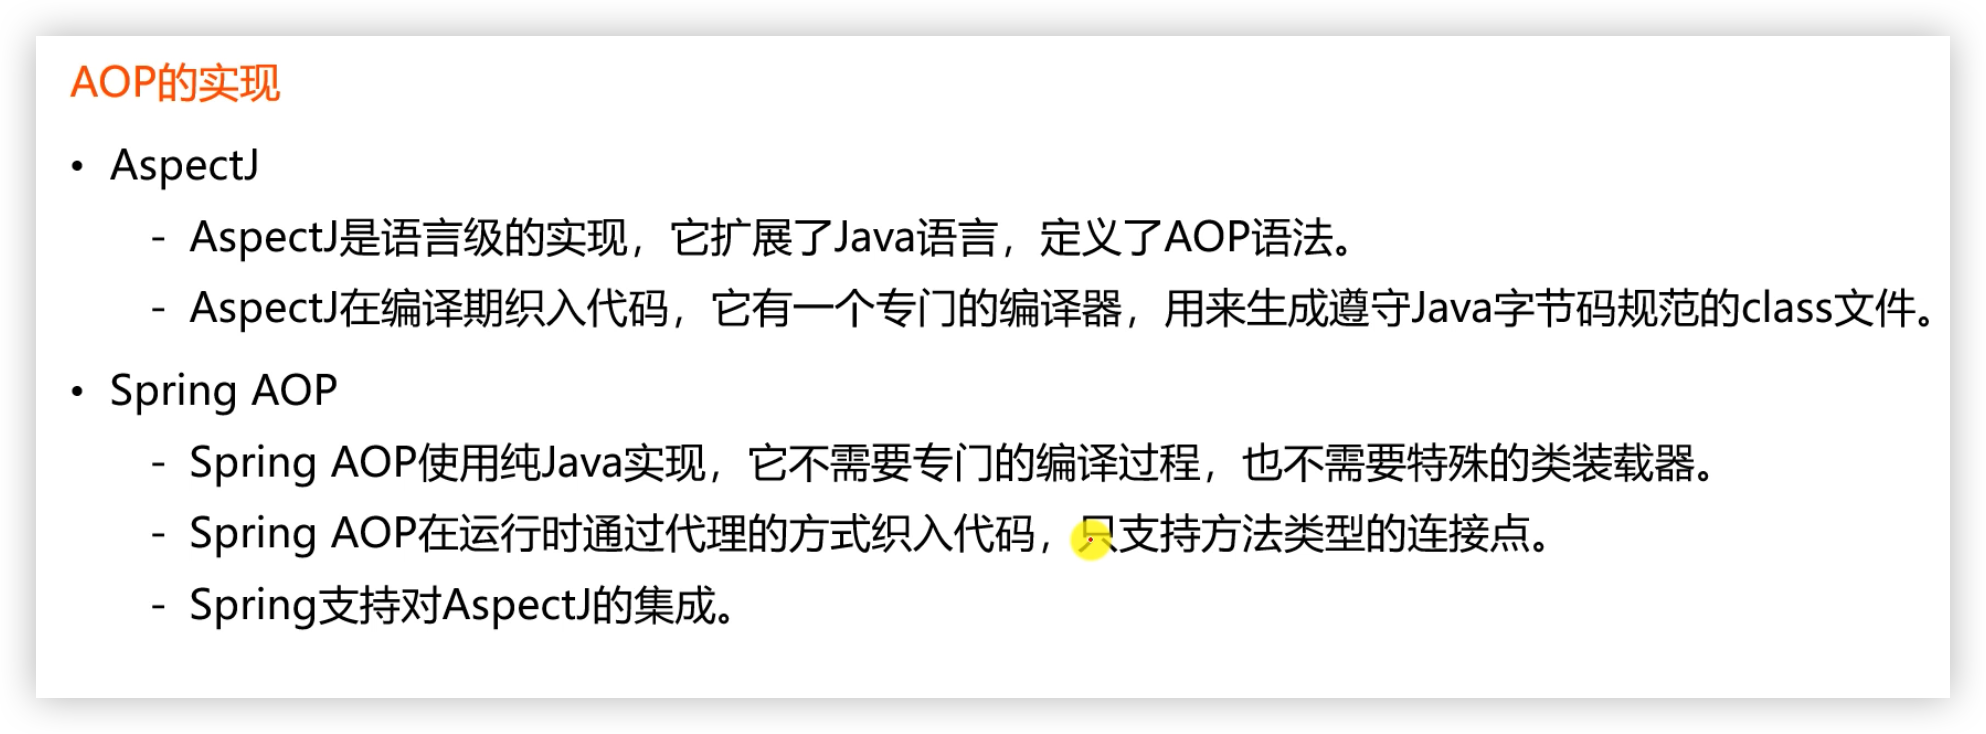 AOP的实现
• AspectJ
- AspectJ是语言级的实现，它扩展了Java语言，定义了AOP语法。
- AspectJ在编译期织入代码，它有一个专门的编译器，用来生成遵守Java字节码规范的class文件。
• Spring AOP
- Spring AOP使用纯Java实现，它不需要专门的编译过程，也不需要特殊的类装载器。
- Spring AOP在运行时通过代理的方式织入代码，只支持方法类型的连接点。
- Spring支持对AspectJ的集成。